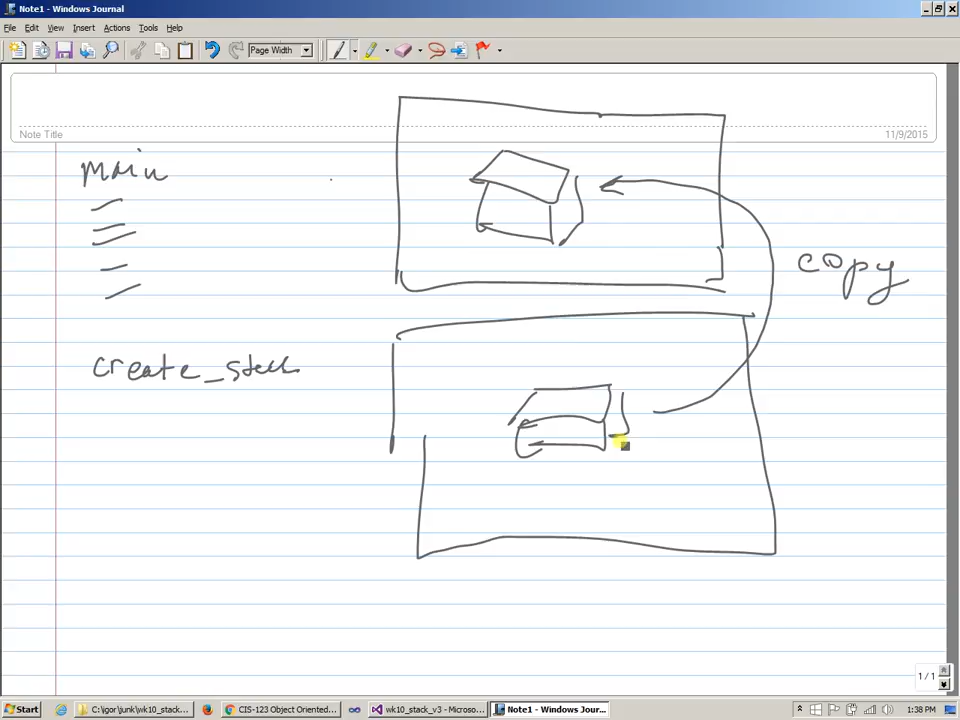 Note1 - Windows Journal
File Edit View Insert Actions Tools Help
Page Width
Note Title
11/9/2015
main
copy
create_stack
1 / 1
Start
C:\igor\junk\wk10_stack...
CIS-123 Object Oriented...
wk10_stack_v3 - Microso...
Note1 - Windows Jour...
1:38 PM